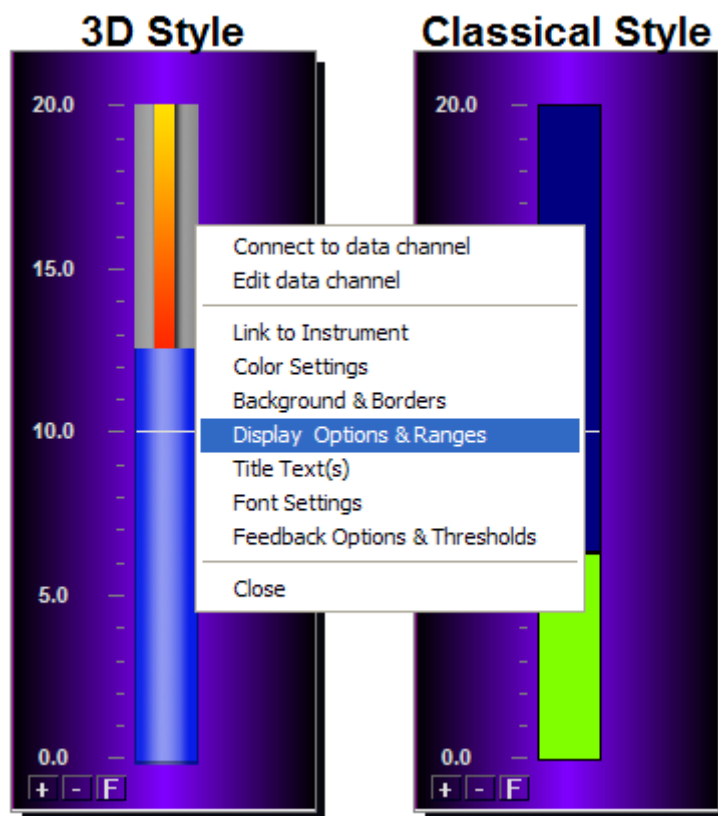 3D Style
Classical Style
20.0
15.0
10.0
5.0
0.0
+ - F
Connect to data channel
Edit data channel
Link to Instrument
Color Settings
Background & Borders
Display Options & Ranges
Title Text(s)
Font Settings
Feedback Options & Thresholds
Close
20.0
0.0
+ - F